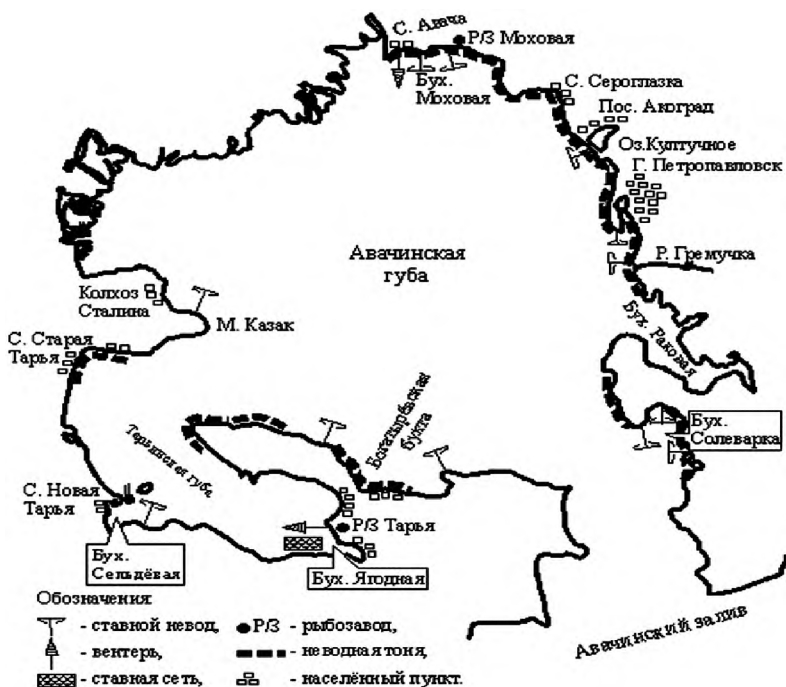 С. Авача
Р/З Моховая
Бух.
Моховая
С. Сероглазка
Пос. Акоград
Оз.Култучное
Г. Петропавловск
Авачинская
губа
Р. Гремучка
Колхоз
Сталина
М. Казак
Бух. Раковая
С. Старая
Тарья
Богатырёвская
бухта
Бух.
Солеварка
Тарьинская губа
С. Новая
Тарья
Р/З Тарья
Бух.
Сельдёвая
Бух. Ягодная
Обозначения:
- ставной невод,
Р/З - рыбозавод,
- вентерь,
- неводная тоня,
- ставная сеть,
- населённый пункт.
Авачинский залив